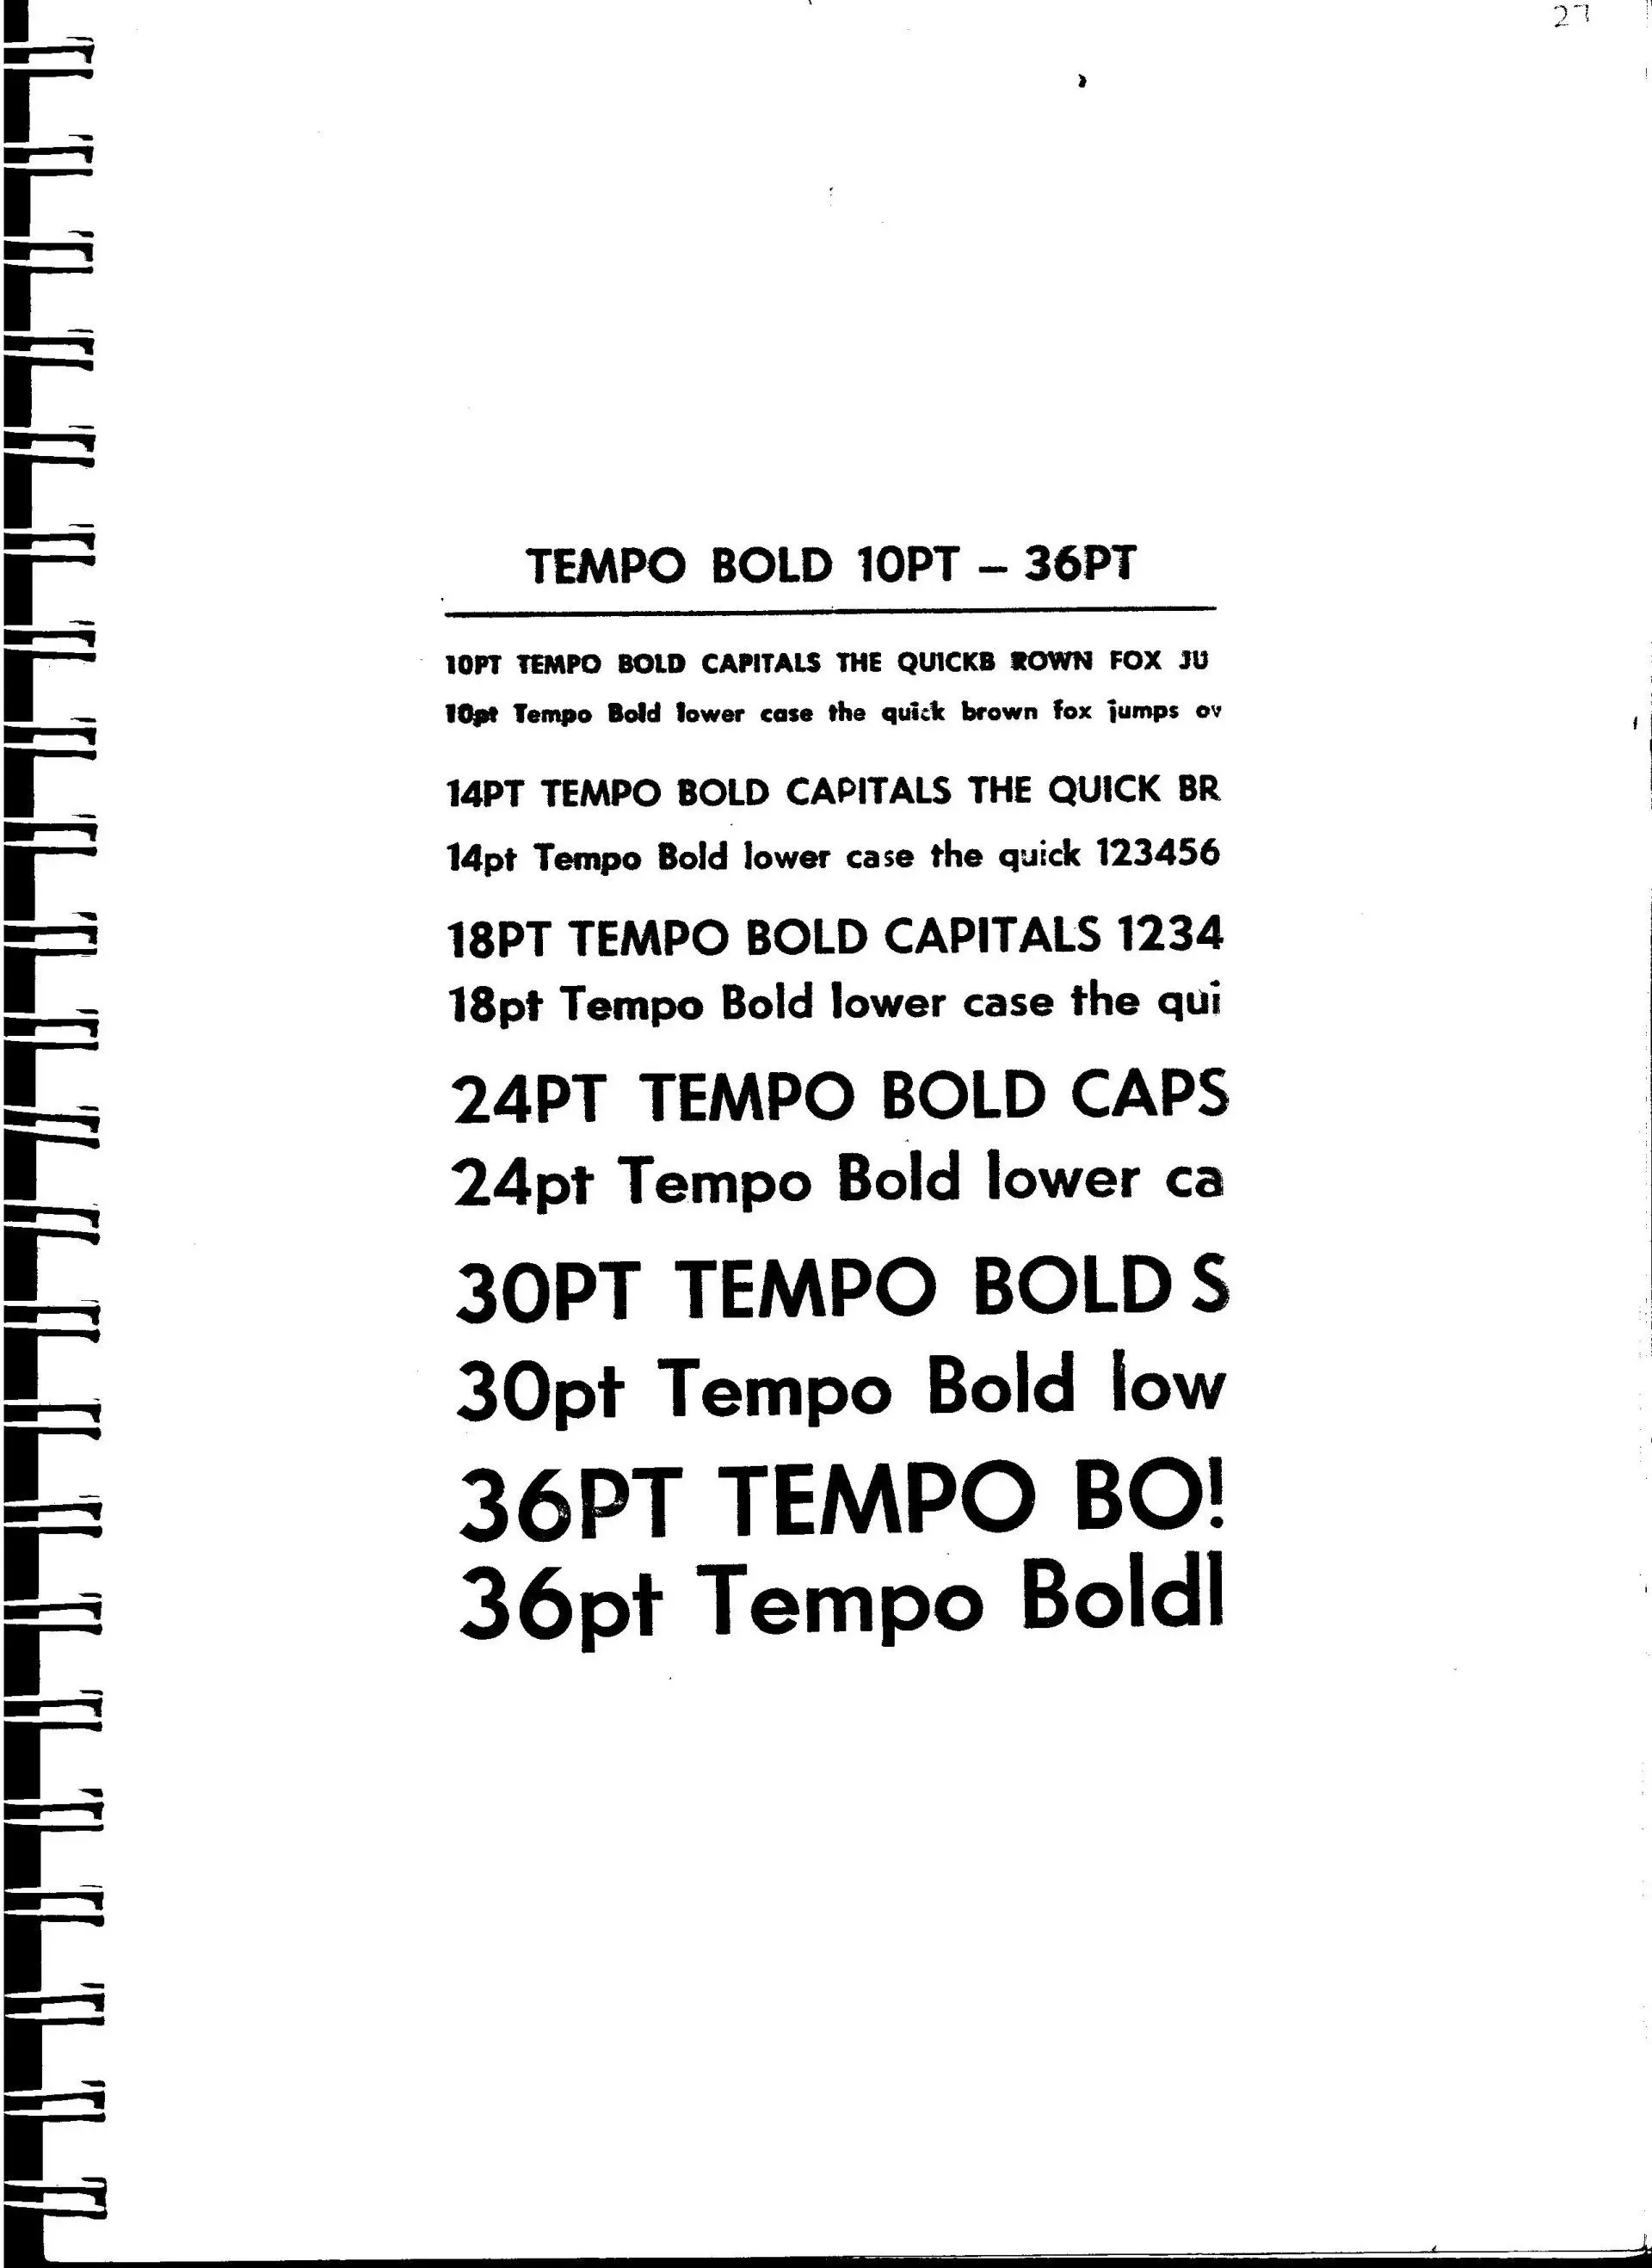 27
TEMPO BOLD 10PT – 36PT
10PT TEMPO BOLD CAPITALS THE QUICKB ROWN FOX JU
10pt Tempo Bold lower case the quick brown fox jumps ov
14PT TEMPO BOLD CAPITALS THE QUICK BR
14pt Tempo Bold lower case the quick 123456
18PT TEMPO BOLD CAPITALS 1234
18pt Tempo Bold lower case the qui
24PT TEMPO BOLD CAPS
24pt Tempo Bold lower ca
30PT TEMPO BOLD S
30pt Tempo Bold low
36PT TEMPO BO!
36pt Tempo Boldl